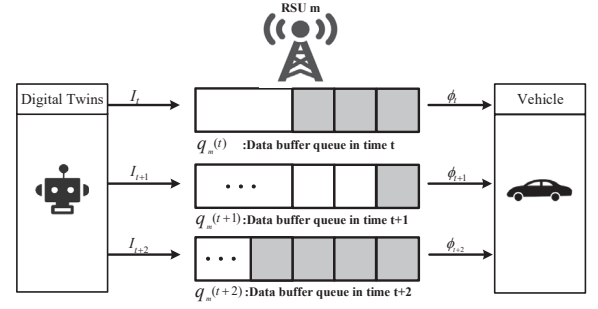 RSU m
Digital Twins
I_t
ϕ_t
Vehicle
q_m(t) :Data buffer queue in time t
I_{t+1}
• • •
ϕ_{t+1}
q_m(t+1):Data buffer queue in time t+1
I_{t+2}
• • •
ϕ_{t+2}
q_m(t+2):Data buffer queue in time t+2